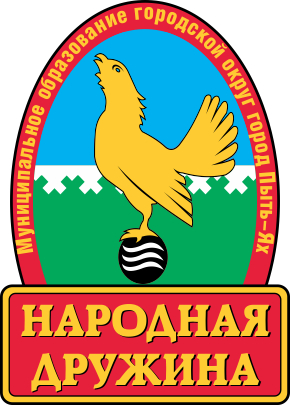 Муниципальное образование городской округ город Пыть-Ях
НАРОДНАЯ
ДРУЖИНА